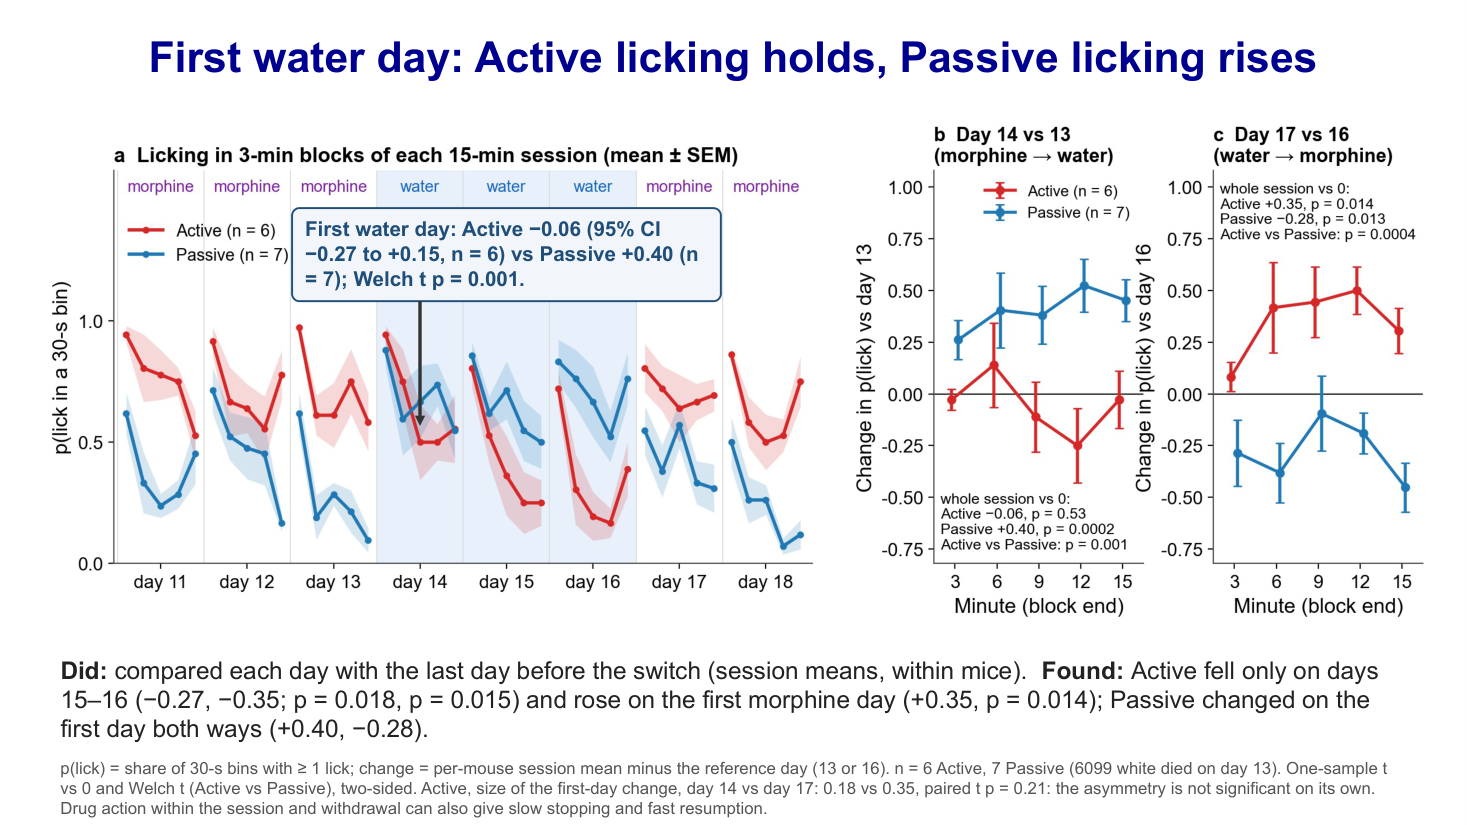 First water day: Active licking holds, Passive licking rises
a Licking in 3-min blocks of each 15-min session (mean ± SEM)
morphine morphine morphine water water water morphine morphine
Active (n = 6)
Passive (n = 7)
First water day: Active −0.06 (95% CI
−0.27 to +0.15, n = 6) vs Passive +0.40 (n
= 7); Welch t p = 0.001.
p(lick in a 30-s bin)
1.0
0.5
0.0
day 11 day 12 day 13 day 14 day 15 day 16 day 17 day 18
b Day 14 vs 13
(morphine → water)
Active (n = 6)
Passive (n = 7)
Change in p(lick) vs day 13
1.00
0.75
0.50
0.25
0.00
-0.25
-0.50
-0.75
whole session vs 0:
Active −0.06, p = 0.53
Passive +0.40, p = 0.0002
Active vs Passive: p = 0.001
3 6 9 12 15
Minute (block end)
c Day 17 vs 16
(water → morphine)
whole session vs 0:
Active +0.35, p = 0.014
Passive −0.28, p = 0.013
Active vs Passive: p = 0.0004
Change in p(lick) vs day 16
1.00
0.75
0.50
0.25
0.00
-0.25
-0.50
-0.75
3 6 9 12 15
Minute (block end)
Did: compared each day with the last day before the switch (session means, within mice). Found: Active fell only on days
15–16 (−0.27, −0.35; p = 0.018, p = 0.015) and rose on the first morphine day (+0.35, p = 0.014); Passive changed on the
first day both ways (+0.40, −0.28).
p(lick) = share of 30-s bins with ≥ 1 lick; change = per-mouse session mean minus the reference day (13 or 16). n = 6 Active, 7 Passive (6099 white died on day 13). One-sample t
vs 0 and Welch t (Active vs Passive), two-sided. Active, size of the first-day change, day 14 vs day 17: 0.18 vs 0.35, paired t p = 0.21: the asymmetry is not significant on its own.
Drug action within the session and withdrawal can also give slow stopping and fast resumption.